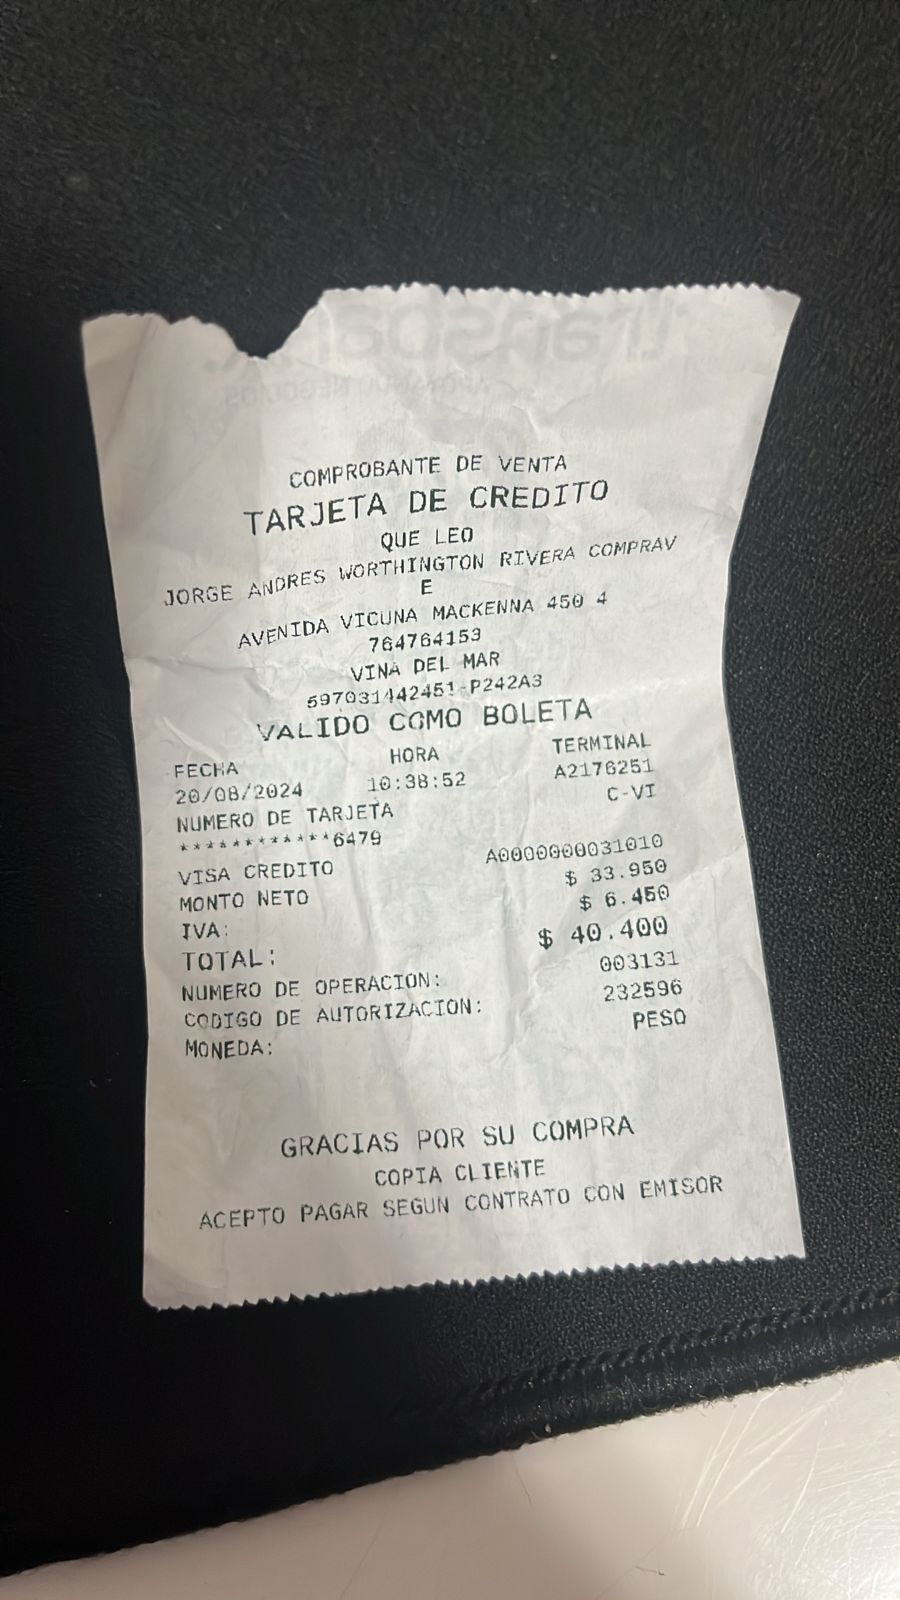 COMPROBANTE DE VENTA
TARJETA DE CREDITO
QUE LEO
JORGE ANDRES WORTHINGTON RIVERA COMPRAV
E
AVENIDA VICUNA MACKENNA 450 4
764764153
VINA DEL MAR
597031442451-P242A3
VALIDO COMO BOLETA
FECHA HORA TERMINAL
20/08/2024 10:38:52 A2176251
NUMERO DE TARJETA C-VI
************6479
VISA CREDITO A0000000031010
MONTO NETO $ 33.950
IVA: $ 6.450
TOTAL: $ 40.400
NUMERO DE OPERACION: 003131
CODIGO DE AUTORIZACION: 232596
MONEDA: PESO
GRACIAS POR SU COMPRA
COPIA CLIENTE
ACEPTO PAGAR SEGUN CONTRATO CON EMISOR